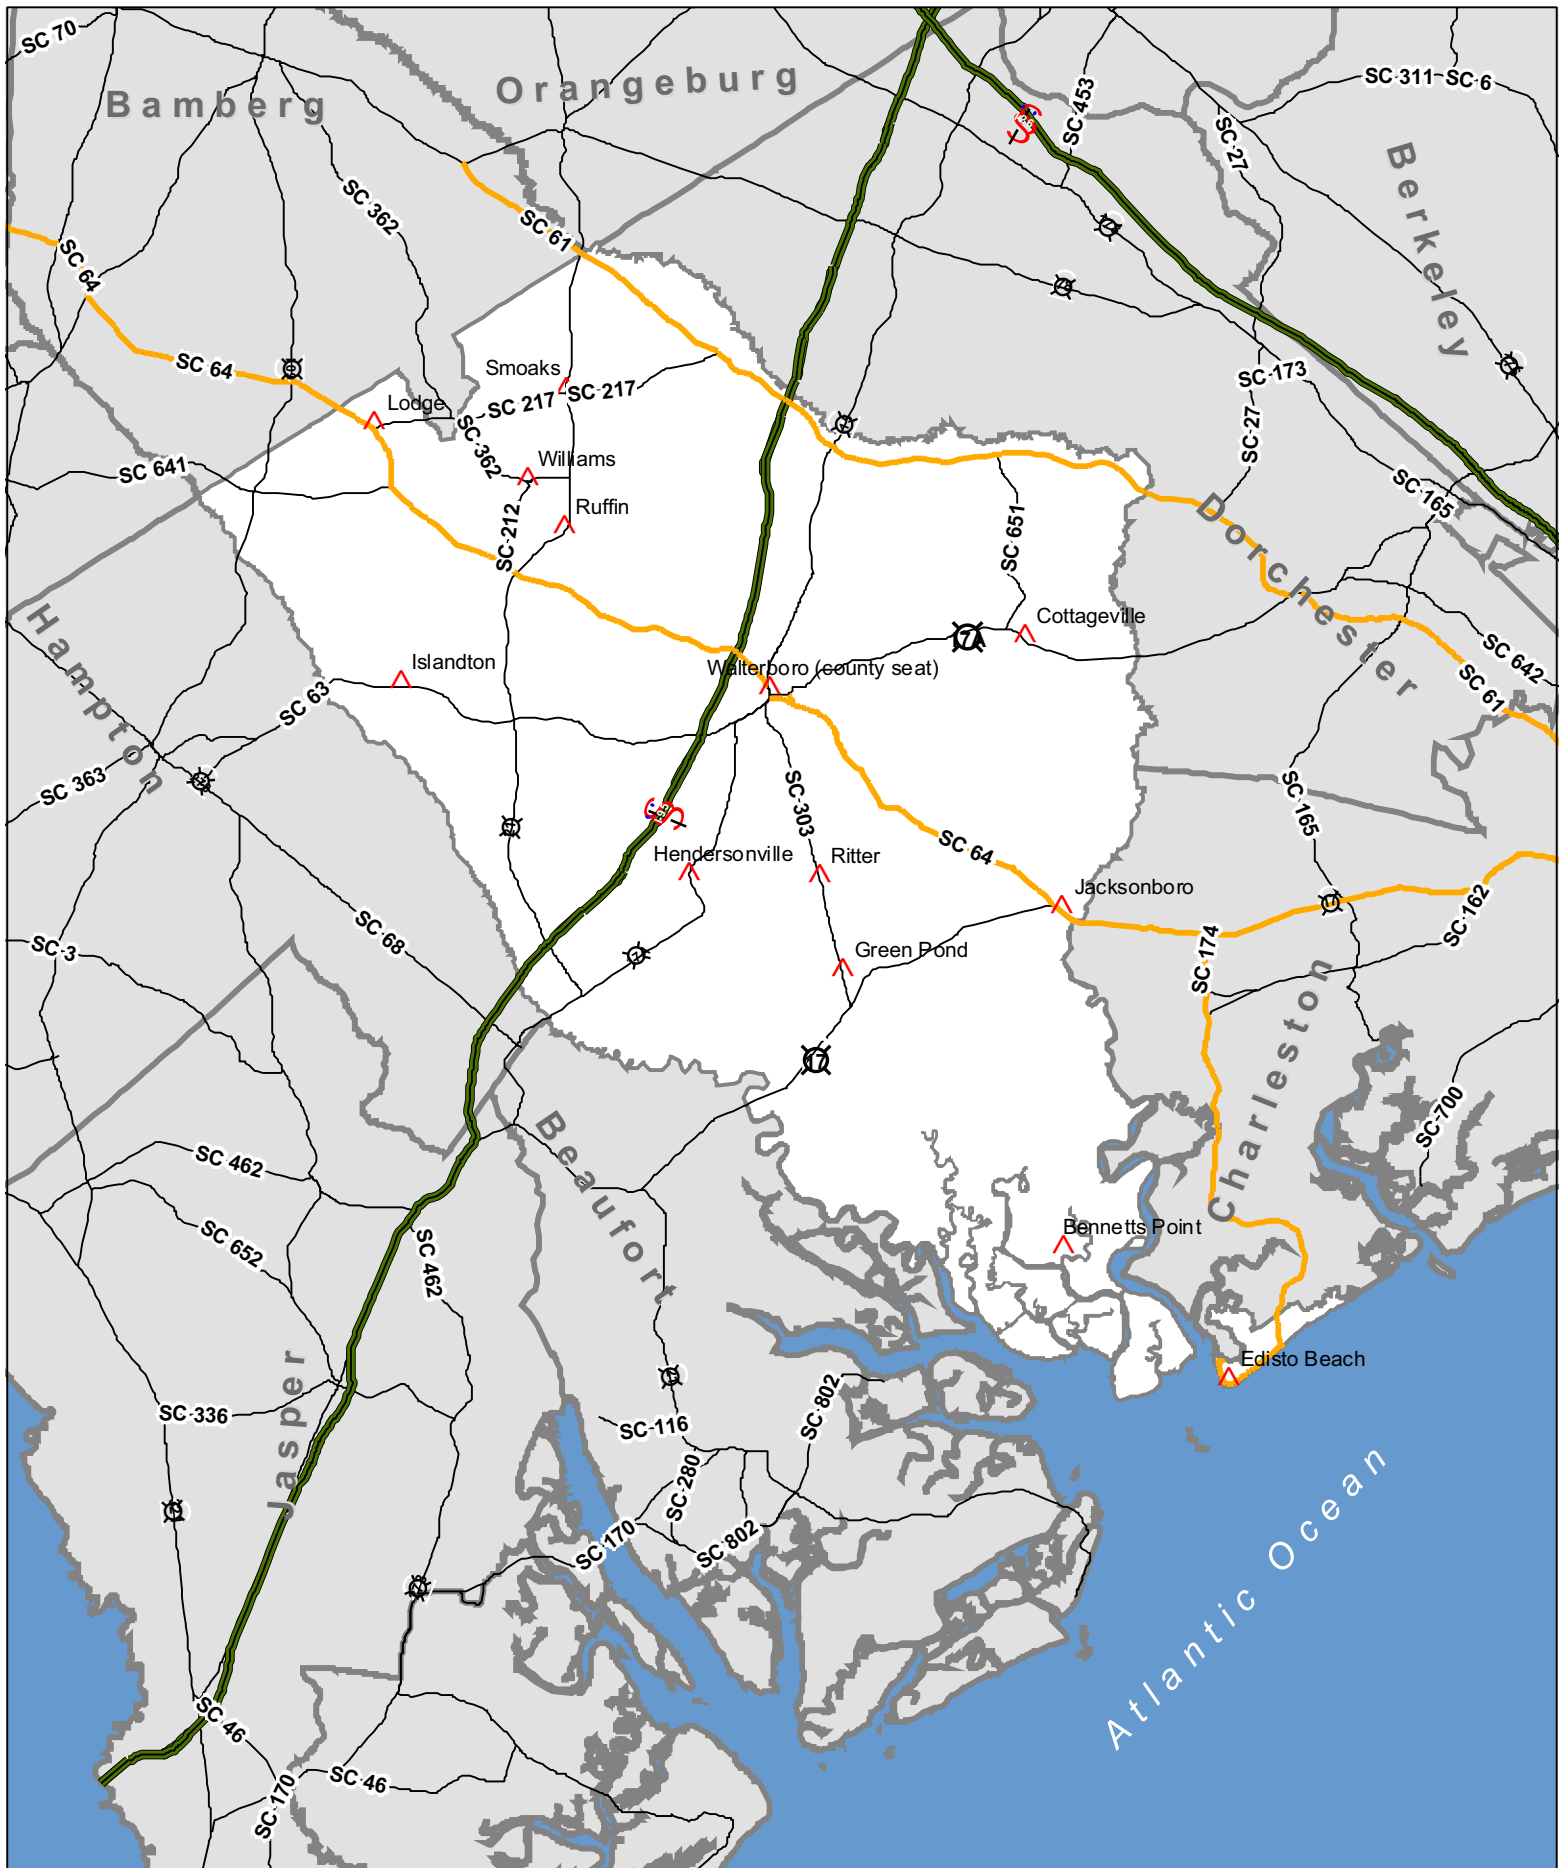 SC 70
Bamberg
Orangeburg
SC 311
SC 6
SC 453
SC 27
Berkeley
SC 362
SC 61
SC 64
SC 64
SC 173
SC 27
Smoaks
SC 217
SC 217
Lodge
SC 362
Williams
SC 641
SC 165
Ruffin
SC 212
SC 651
Dorchester
Hampton
Cottageville
17A
Islandton
Walterboro (county seat)
SC 642
SC 61
SC 63
SC 363
SC 303
SC 165
Hendersonville
Ritter
SC 64
Jacksonboro
SC 68
SC 3
Green Pond
SC 174
SC 162
Charleston
17
SC 700
Beaufort
SC 462
SC 652
SC 462
Bennetts Point
Edisto Beach
Jasper
SC 336
SC 116
SC 802
SC 280
SC 170
SC 802
Atlantic Ocean
SC 46
SC 46
SC 170